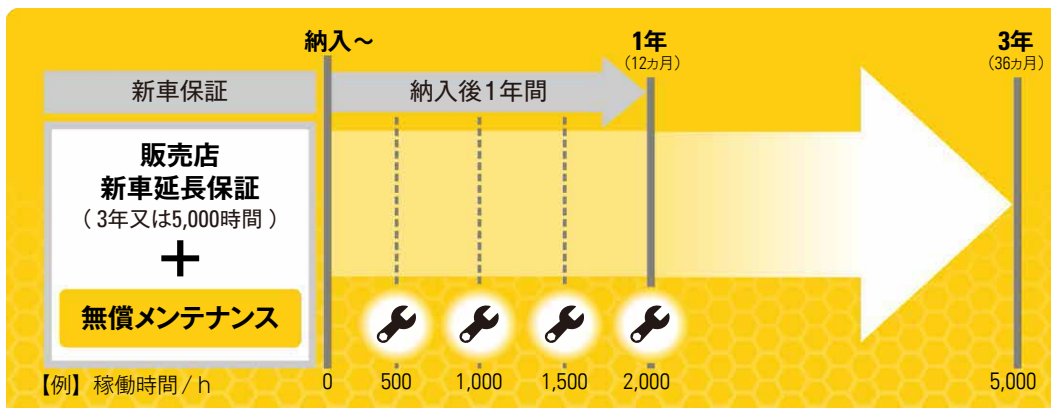 納入～
1年
（12ヵ月）
3年
（36ヵ月）
新車保証
納入後1年間
販売店
新車延長保証
（3年又は5,000時間）
＋
無償メンテナンス
【例】稼働時間/h
0
500
1,000
1,500
2,000
5,000